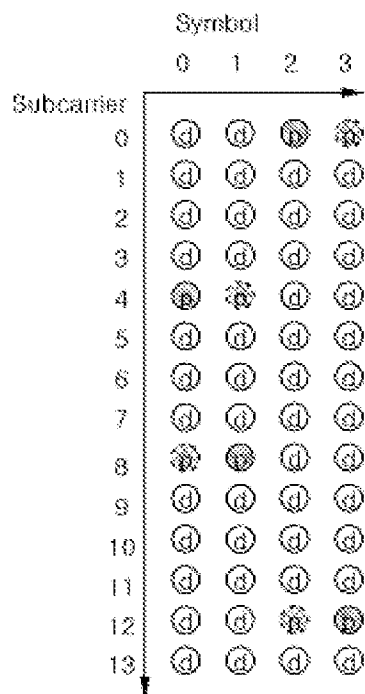 Symbol
0 1 2 3
Subcarrier
0 d d p p
1 d d d d
2 d d d d
3 d d d d
4 p p d d
5 d d d d
6 d d d d
7 d d d d
8 p p d d
9 d d d d
10 d d d d
11 d d d d
12 d d p p
13 d d d d